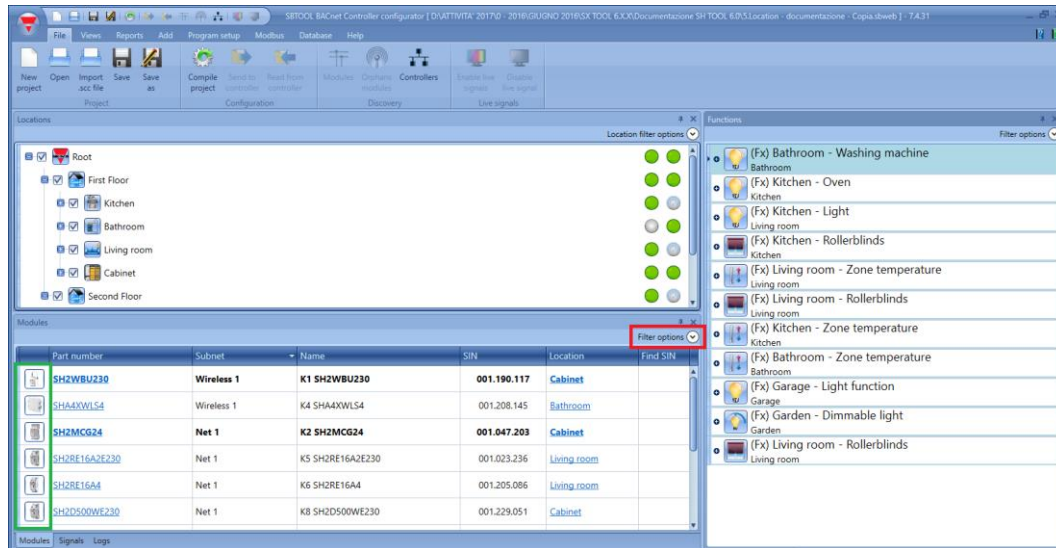 SBTOOL BACnet Controller configurator [ D:\ATTIVITA' 2017\0 - 2016\GIUGNO 2016\SX TOOL 6.X.X\Documentazione SH TOOL 6.0\5.Location - documentazione - Copia.sbweb ] - 7.4.31
File Views Reports Add Program setup Modbus Database Help
New project Open Import .scc file Save Save as Compile project Send to controller Read from controller Modules Orphans modules Controllers Enable live signals Disable live signal
Project Configuration Discovery Live signals
Locations
Location filter options
Root
First Floor
Kitchen
Bathroom
Living room
Cabinet
Second Floor
Modules
Filter options
Part number Subnet Name SIN Location Find SIN
SH2WBU230 Wireless 1 K1 SH2WBU230 001.190.117 Cabinet
SHA4XWLS4 Wireless 1 K4 SHA4XWLS4 001.208.145 Bathroom
SH2MCG24 Net 1 K2 SH2MCG24 001.047.203 Cabinet
SH2RE16A2E230 Net 1 K5 SH2RE16A2E230 001.023.236 Living room
SH2RE16A4 Net 1 K6 SH2RE16A4 001.205.086 Living room
SH2D500WE230 Net 1 K8 SH2D500WE230 001.229.051 Cabinet
Modules Signals Logs
Functions
Filter options
(Fx) Bathroom - Washing machine
Bathroom
(Fx) Kitchen - Oven
Kitchen
(Fx) Kitchen - Light
Living room
(Fx) Kitchen - Rollerblinds
Kitchen
(Fx) Living room - Zone temperature
Living room
(Fx) Living room - Rollerblinds
Living room
(Fx) Kitchen - Zone temperature
Kitchen
(Fx) Bathroom - Zone temperature
Bathroom
(Fx) Garage - Light function
Garage
(Fx) Garden - Dimmable light
Garden
(Fx) Living room - Rollerblinds
Living room